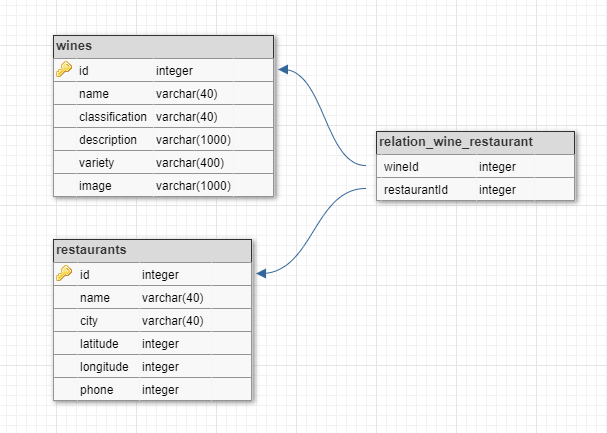 wines
id integer
name varchar(40)
classification varchar(40)
description varchar(1000)
variety varchar(400)
image varchar(1000)
relation_wine_restaurant
wineId integer
restaurantId integer
restaurants
id integer
name varchar(40)
city varchar(40)
latitude integer
longitude integer
phone integer